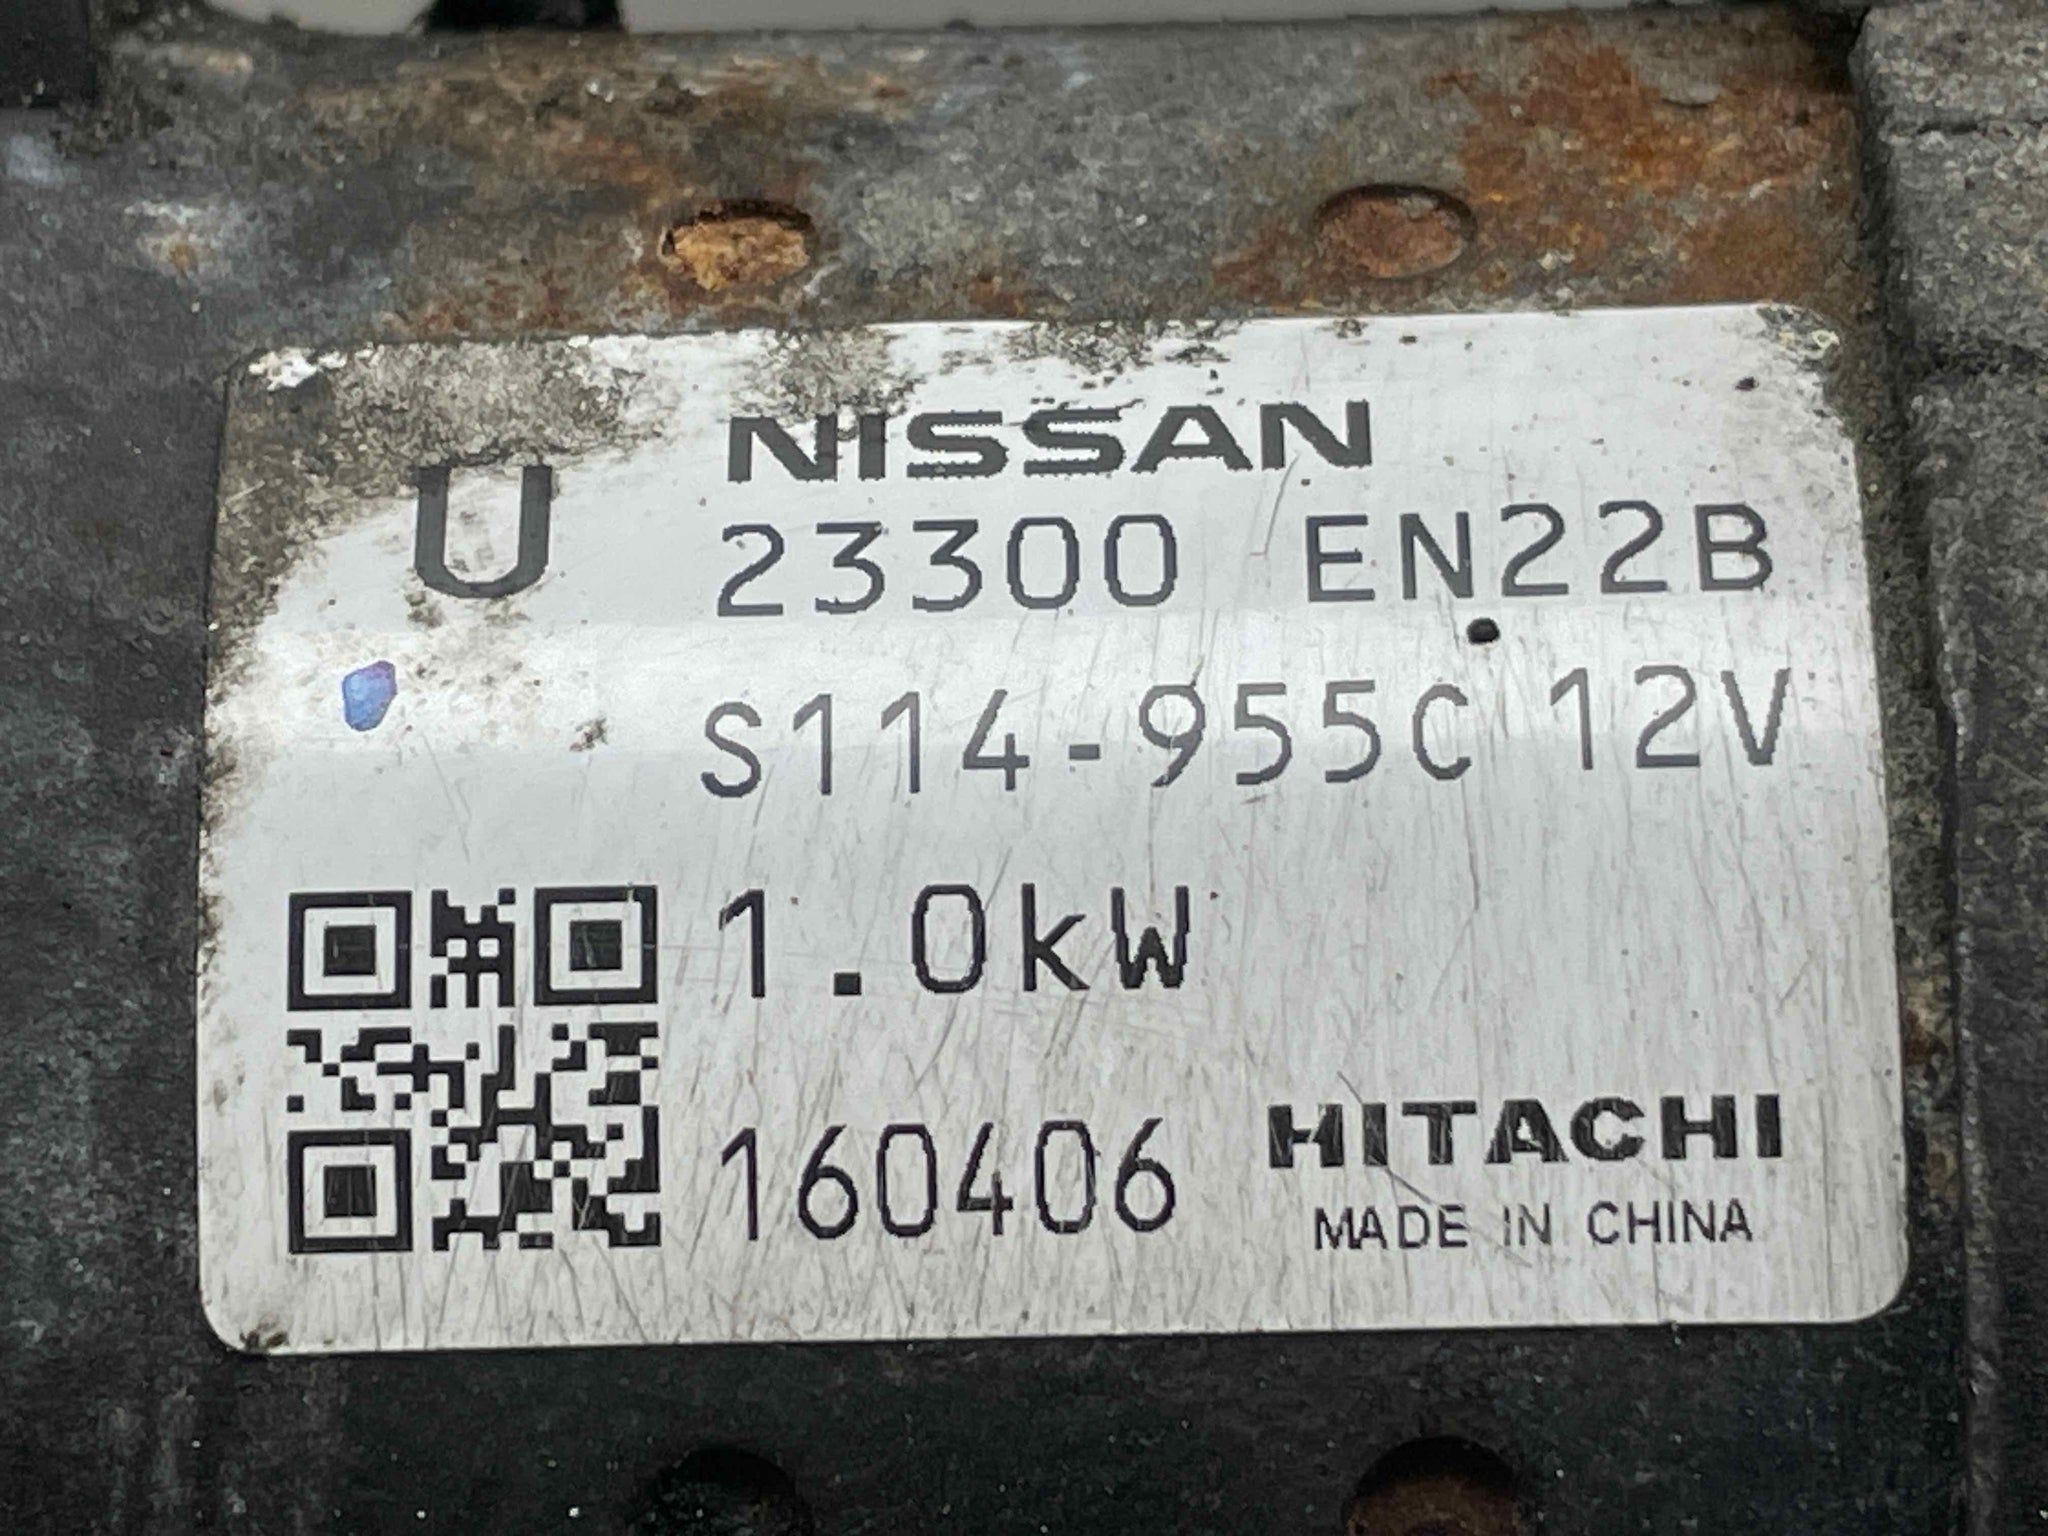 NISSAN
U
23300 EN22B
S114-955C 12V
1.0kW
160406
HITACHI
MADE IN CHINA